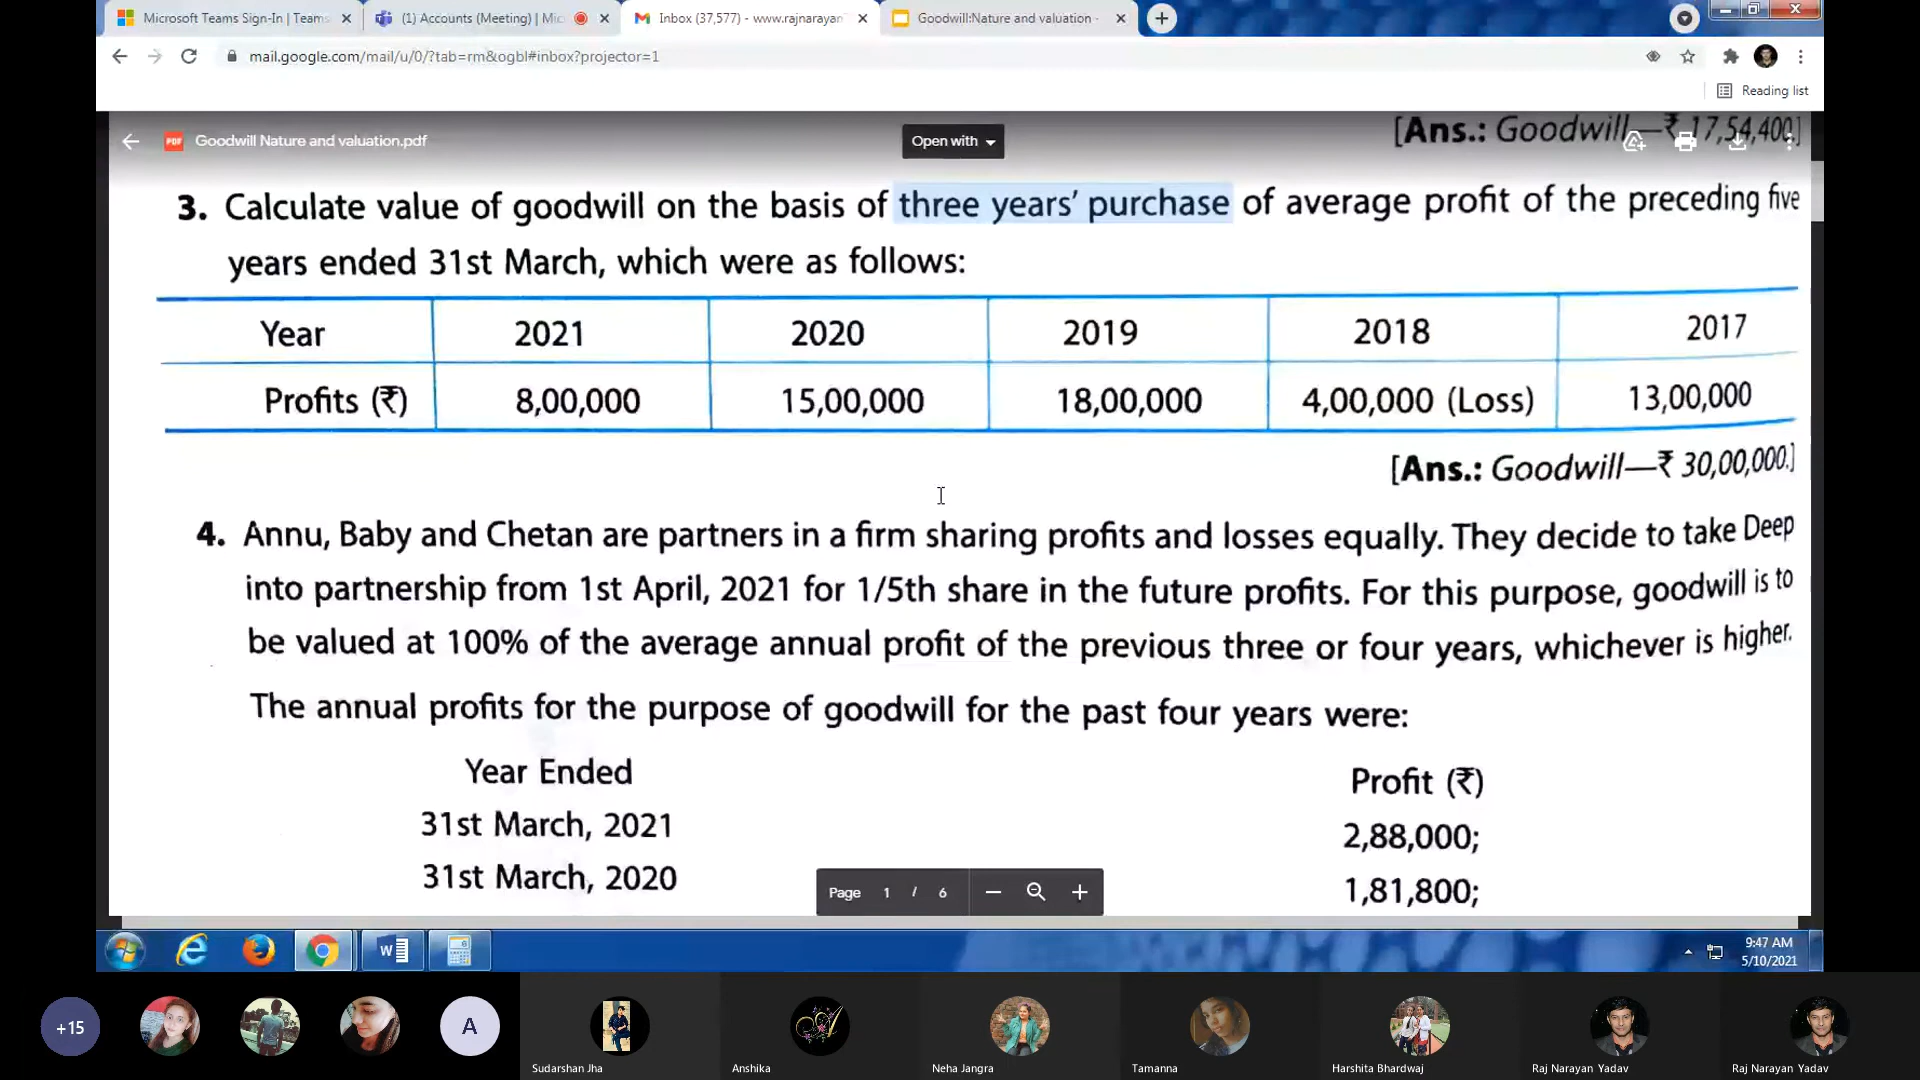 Microsoft Teams Sign-In | Teams
(1) Accounts (Meeting) | Mic
Inbox (37,577) - www.rajnarayan
Goodwill:Nature and valuation -
mail.google.com/mail/u/0/?tab=rm&ogbl#inbox?projector=1
Reading list
PDF Goodwill Nature and valuation.pdf
Open with
[Ans.: Goodwill—₹ 17,54,400.]
3. Calculate value of goodwill on the basis of three years' purchase of average profit of the preceding five
years ended 31st March, which were as follows:
Year 2021 2020 2019 2018 2017
Profits (₹) 8,00,000 15,00,000 18,00,000 4,00,000 (Loss) 13,00,000
[Ans.: Goodwill—₹ 30,00,000.]
4. Annu, Baby and Chetan are partners in a firm sharing profits and losses equally. They decide to take Deep
into partnership from 1st April, 2021 for 1/5th share in the future profits. For this purpose, goodwill is to
be valued at 100% of the average annual profit of the previous three or four years, whichever is higher.
The annual profits for the purpose of goodwill for the past four years were:
Year Ended Profit (₹)
31st March, 2021 2,88,000;
31st March, 2020 1,81,800;
Page 1 / 6
9:47 AM
5/10/2021
+15
A
Sudarshan Jha
Anshika
Neha Jangra
Tamanna
Harshita Bhardwaj
Raj Narayan Yadav
Raj Narayan Yadav